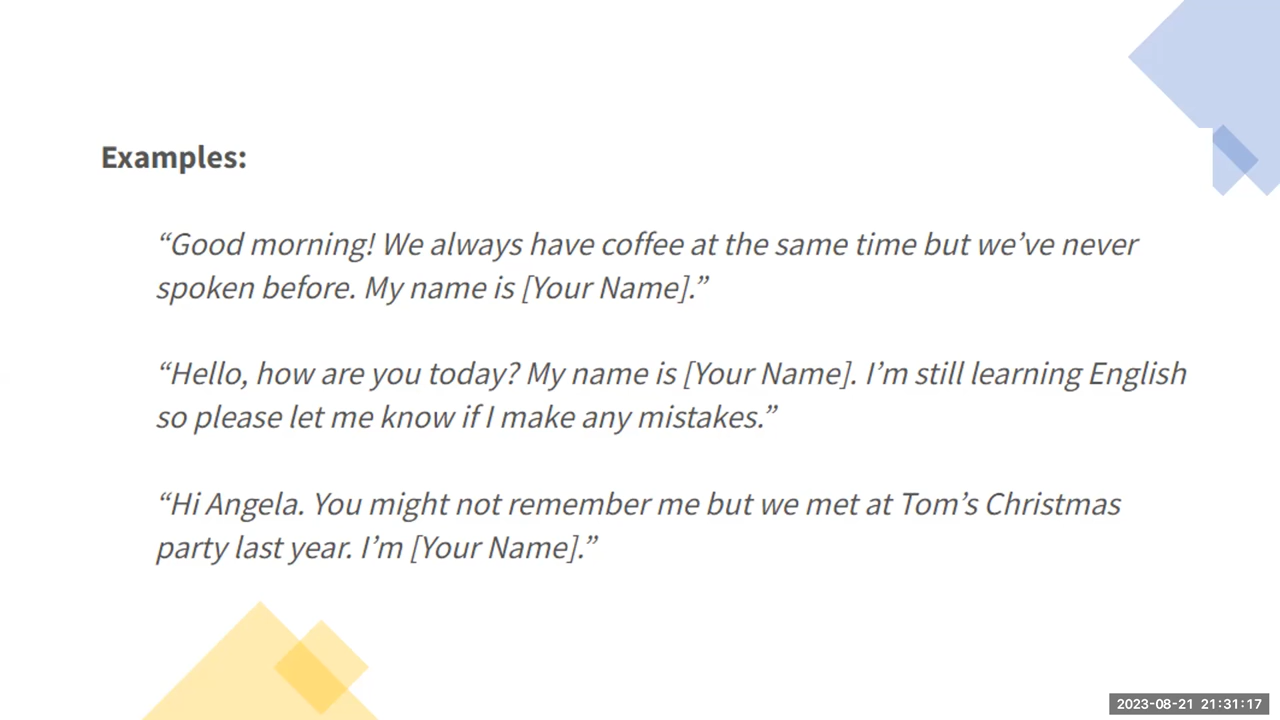 Examples:
“Good morning! We always have coffee at the same time but we’ve never
spoken before. My name is [Your Name].”
“Hello, how are you today? My name is [Your Name]. I’m still learning English
so please let me know if I make any mistakes.”
“Hi Angela. You might not remember me but we met at Tom’s Christmas
party last year. I’m [Your Name].”
2023-08-21 21:31:17